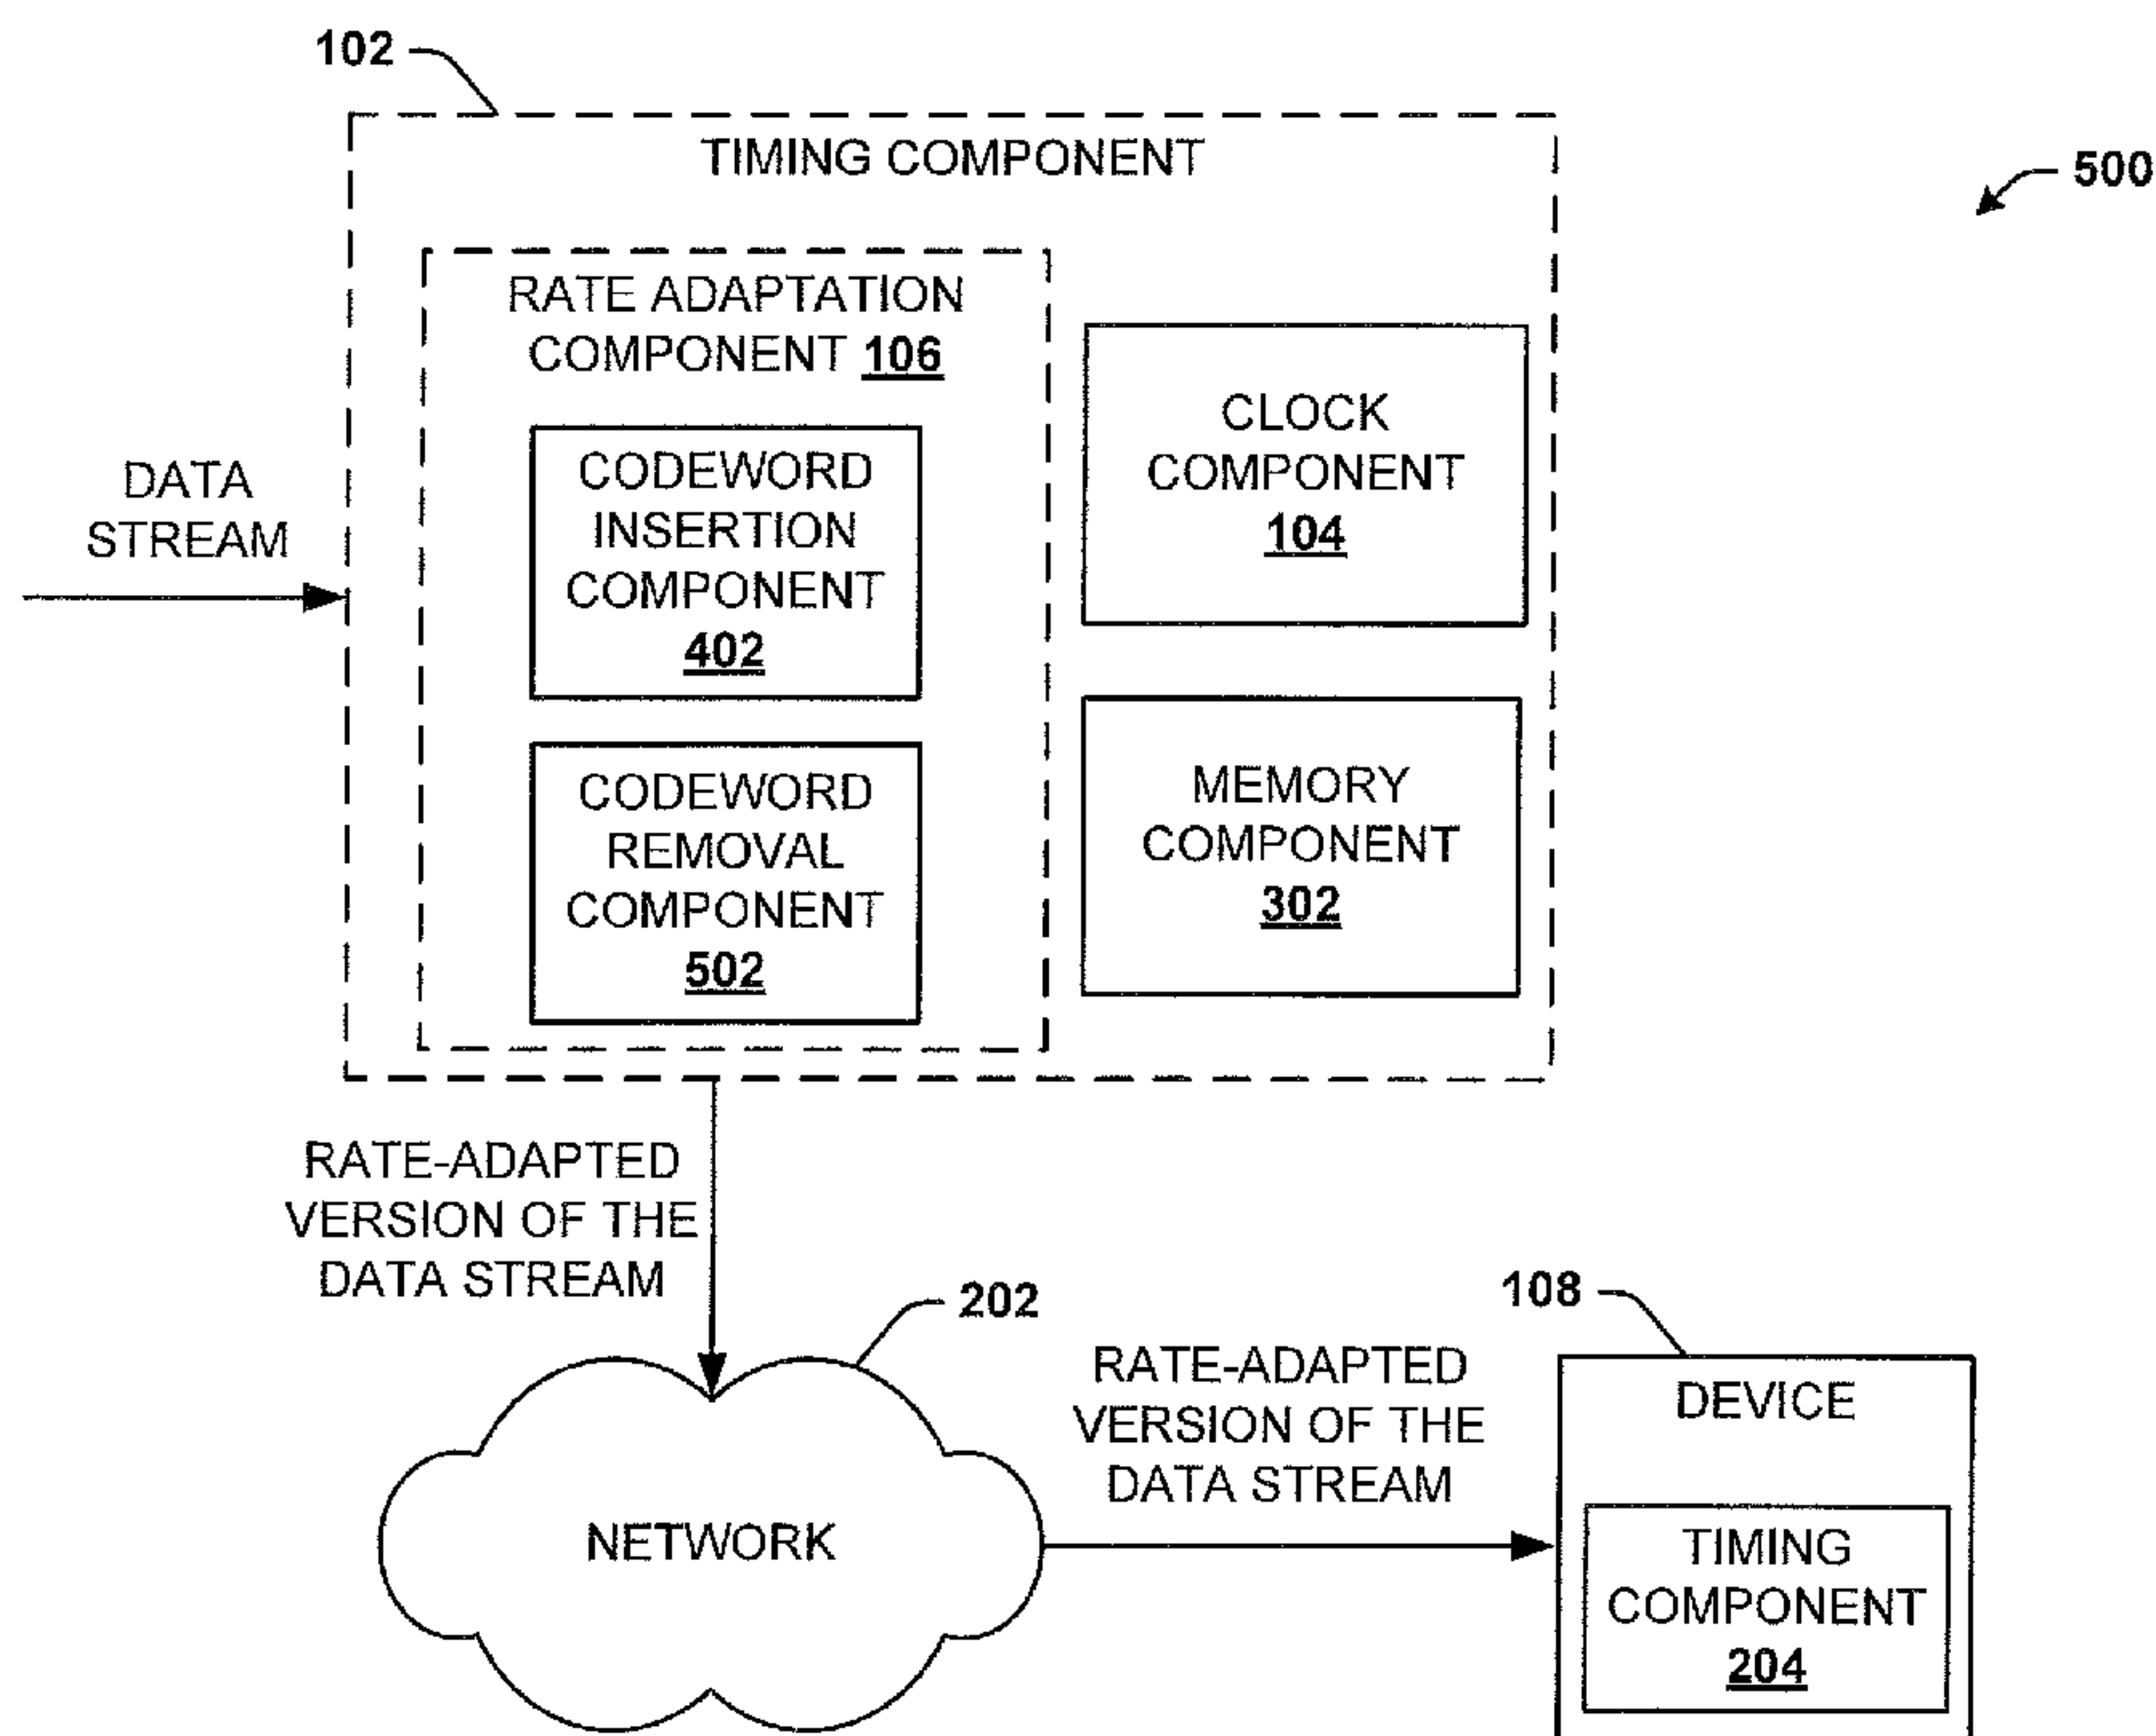 102
TIMING COMPONENT
500
RATE ADAPTATION
COMPONENT 106
CLOCK
COMPONENT
104
DATA
STREAM
CODEWORD
INSERTION
COMPONENT
402
CODEWORD
REMOVAL
COMPONENT
502
MEMORY
COMPONENT
302
RATE-ADAPTED
VERSION OF THE
DATA STREAM
202
NETWORK
RATE-ADAPTED
VERSION OF THE
DATA STREAM
108
DEVICE
TIMING
COMPONENT
204